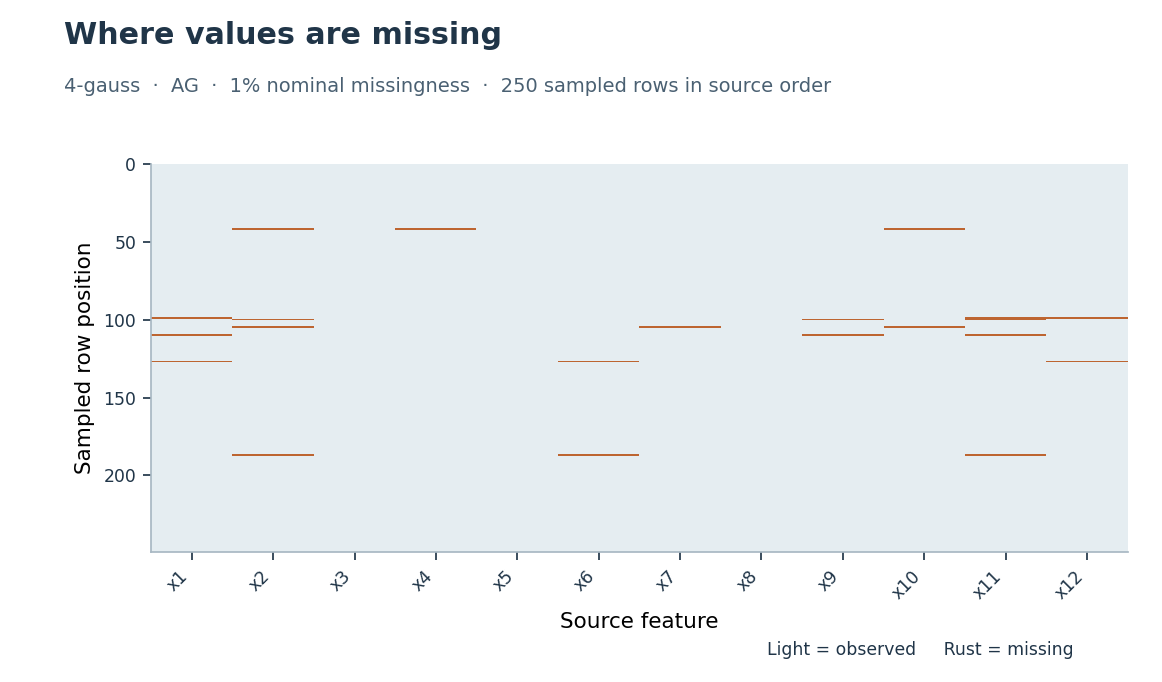 Where values are missing
4-gauss · AG · 1% nominal missingness · 250 sampled rows in source order
0
50
100
150
200
Sampled row position
x1 x2 x3 x4 x5 x6 x7 x8 x9 x10 x11 x12
Source feature
Light = observed Rust = missing